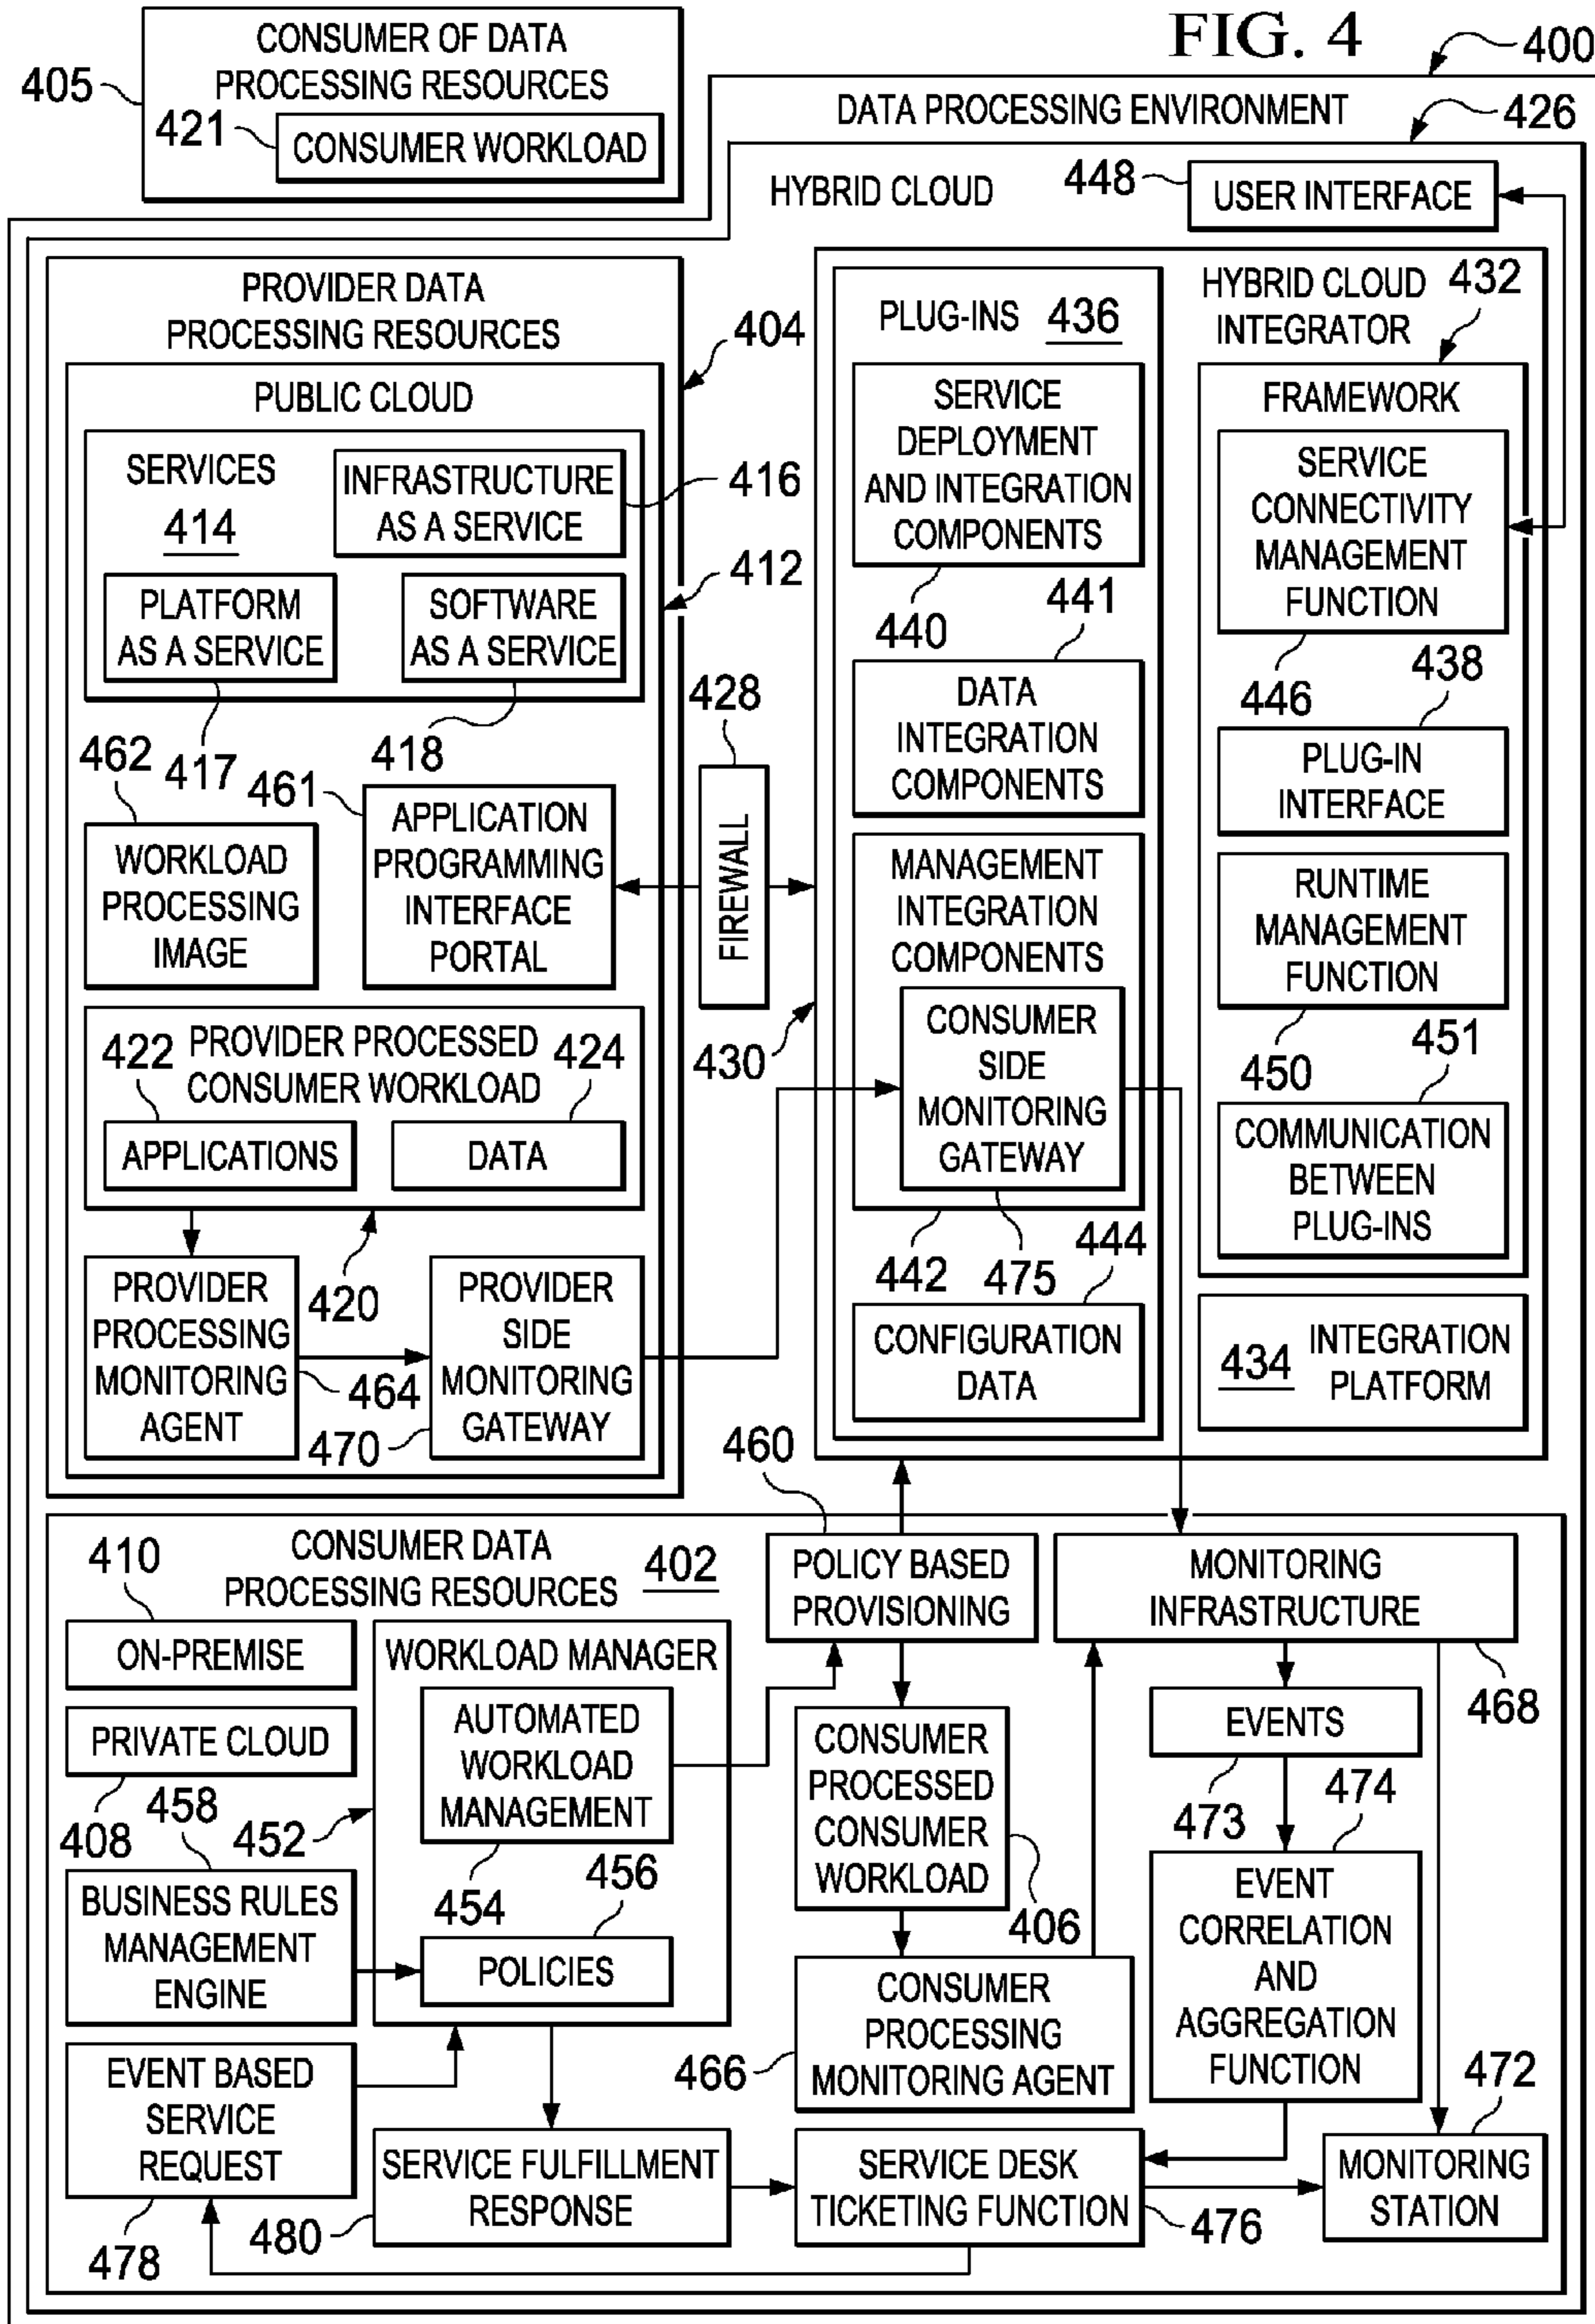 FIG. 4
400
CONSUMER OF DATA
PROCESSING RESOURCES
405
421
CONSUMER WORKLOAD
DATA PROCESSING ENVIRONMENT
426
HYBRID CLOUD
448
USER INTERFACE
PROVIDER DATA
PROCESSING RESOURCES
404
PUBLIC CLOUD
SERVICES
414
INFRASTRUCTURE
AS A SERVICE
416
412
PLATFORM
AS A SERVICE
SOFTWARE
AS A SERVICE
417
418
462
461
WORKLOAD
PROCESSING
IMAGE
APPLICATION
PROGRAMMING
INTERFACE
PORTAL
428
FIREWALL
430
422
PROVIDER PROCESSED
CONSUMER WORKLOAD
424
APPLICATIONS
DATA
420
PROVIDER
PROCESSING
MONITORING
AGENT
464
470
PROVIDER
SIDE
MONITORING
GATEWAY
PLUG-INS
436
SERVICE
DEPLOYMENT
AND INTEGRATION
COMPONENTS
440
441
DATA
INTEGRATION
COMPONENTS
MANAGEMENT
INTEGRATION
COMPONENTS
CONSUMER
SIDE
MONITORING
GATEWAY
442
475
444
CONFIGURATION
DATA
HYBRID CLOUD
INTEGRATOR
432
FRAMEWORK
SERVICE
CONNECTIVITY
MANAGEMENT
FUNCTION
446
438
PLUG-IN
INTERFACE
RUNTIME
MANAGEMENT
FUNCTION
450
451
COMMUNICATION
BETWEEN
PLUG-INS
434
INTEGRATION
PLATFORM
460
CONSUMER DATA
PROCESSING RESOURCES
402
410
ON-PREMISE
PRIVATE CLOUD
408
458
BUSINESS RULES
MANAGEMENT
ENGINE
452
WORKLOAD MANAGER
AUTOMATED
WORKLOAD
MANAGEMENT
454
456
POLICIES
POLICY BASED
PROVISIONING
CONSUMER
PROCESSED
CONSUMER
WORKLOAD
406
CONSUMER
PROCESSING
MONITORING AGENT
466
MONITORING
INFRASTRUCTURE
468
EVENTS
473
474
EVENT
CORRELATION
AND
AGGREGATION
FUNCTION
472
EVENT BASED
SERVICE
REQUEST
478
SERVICE FULFILLMENT
RESPONSE
480
SERVICE DESK
TICKETING FUNCTION
476
MONITORING
STATION